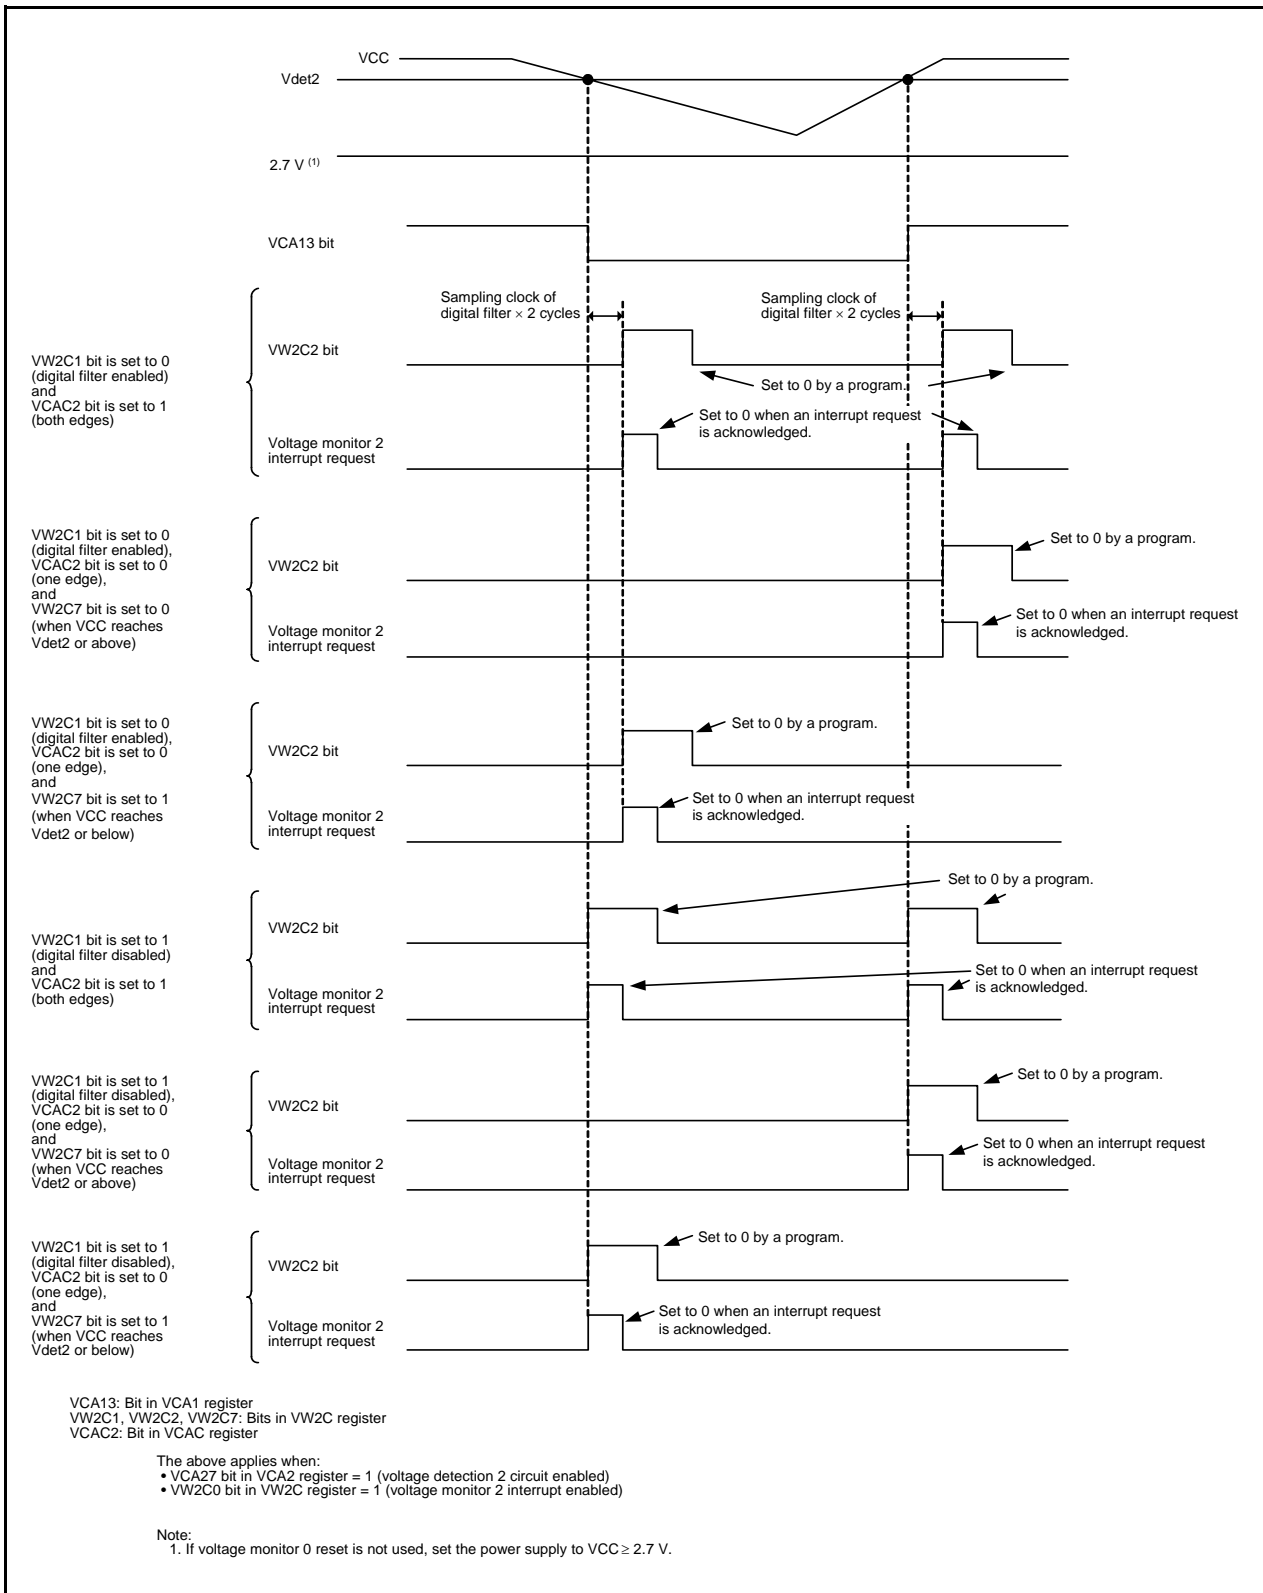 VCC
Vdet2
2.7 V (1)
VCA13 bit
Sampling clock of
digital filter × 2 cycles
Sampling clock of
digital filter × 2 cycles
VW2C1 bit is set to 0
(digital filter enabled)
and
VCAC2 bit is set to 1
(both edges)
VW2C2 bit
Set to 0 by a program.
Voltage monitor 2
interrupt request
Set to 0 when an interrupt request
is acknowledged.
VW2C1 bit is set to 0
(digital filter enabled),
VCAC2 bit is set to 0
(one edge),
and
VW2C7 bit is set to 0
(when VCC reaches
Vdet2 or above)
VW2C2 bit
Set to 0 by a program.
Voltage monitor 2
interrupt request
Set to 0 when an interrupt request
is acknowledged.
VW2C1 bit is set to 0
(digital filter enabled),
VCAC2 bit is set to 0
(one edge),
and
VW2C7 bit is set to 1
(when VCC reaches
Vdet2 or below)
VW2C2 bit
Set to 0 by a program.
Voltage monitor 2
interrupt request
Set to 0 when an interrupt request
is acknowledged.
VW2C1 bit is set to 1
(digital filter disabled)
and
VCAC2 bit is set to 1
(both edges)
VW2C2 bit
Set to 0 by a program.
Voltage monitor 2
interrupt request
Set to 0 when an interrupt request
is acknowledged.
VW2C1 bit is set to 1
(digital filter disabled),
VCAC2 bit is set to 0
(one edge),
and
VW2C7 bit is set to 0
(when VCC reaches
Vdet2 or above)
VW2C2 bit
Set to 0 by a program.
Voltage monitor 2
interrupt request
Set to 0 when an interrupt request
is acknowledged.
VW2C1 bit is set to 1
(digital filter disabled),
VCAC2 bit is set to 0
(one edge),
and
VW2C7 bit is set to 1
(when VCC reaches
Vdet2 or below)
VW2C2 bit
Set to 0 by a program.
Voltage monitor 2
interrupt request
Set to 0 when an interrupt request
is acknowledged.
VCA13: Bit in VCA1 register
VW2C1, VW2C2, VW2C7: Bits in VW2C register
VCAC2: Bit in VCAC register
The above applies when:
• VCA27 bit in VCA2 register = 1 (voltage detection 2 circuit enabled)
• VW2C0 bit in VW2C register = 1 (voltage monitor 2 interrupt enabled)
Note:
1. If voltage monitor 0 reset is not used, set the power supply to VCC ≥ 2.7 V.